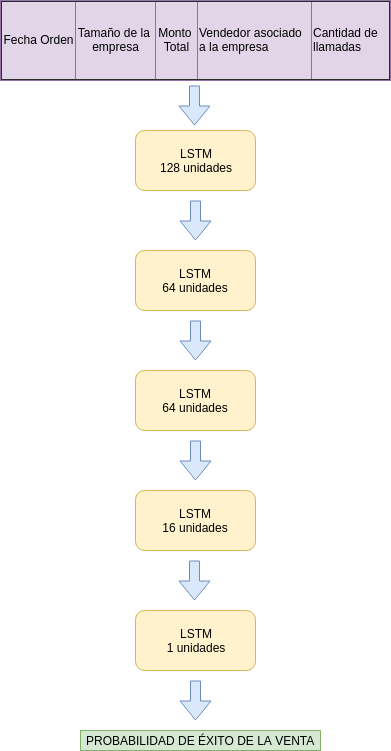 Fecha Orden
Tamaño de la
empresa
Monto
Total
Vendedor asociado
a la empresa
Cantidad de
llamadas
LSTM
128 unidades
LSTM
64 unidades
LSTM
64 unidades
LSTM
16 unidades
LSTM
1 unidades
PROBABILIDAD DE ÉXITO DE LA VENTA